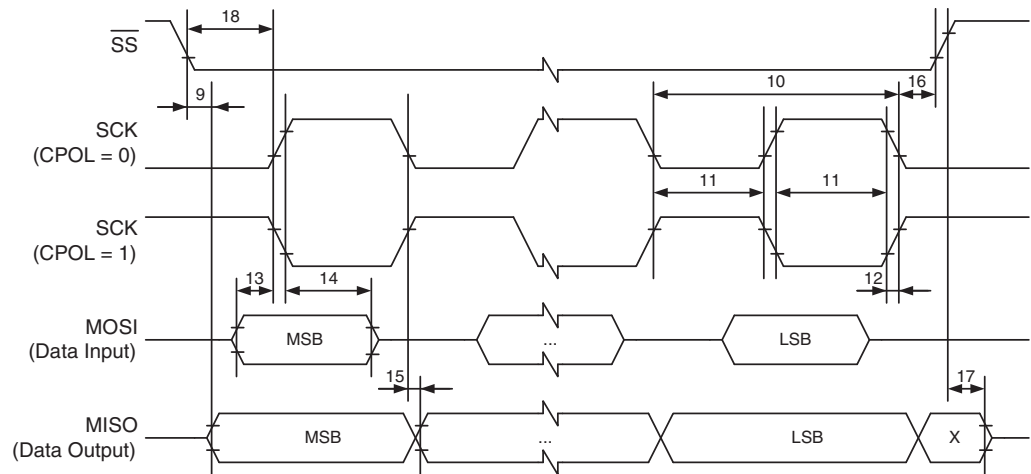 18
SS
10
9
16
SCK
(CPOL = 0)
11
11
SCK
(CPOL = 1)
13
14
12
MOSI
(Data Input)
MSB
...
LSB
15
17
MISO
(Data Output)
MSB
...
LSB
X